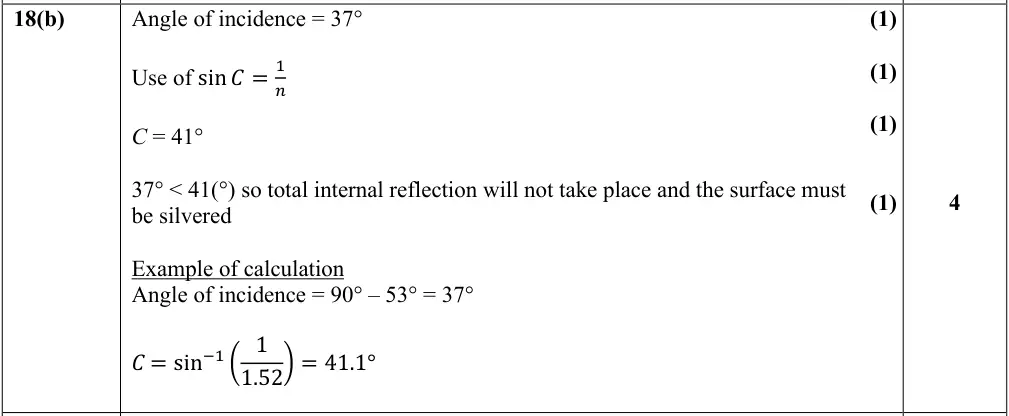 18(b) Angle of incidence = 37° (1)
Use of sin C = 1/n (1)
C = 41° (1)
37° < 41(°) so total internal reflection will not take place and the surface must
be silvered (1) 4
Example of calculation
Angle of incidence = 90° – 53° = 37°
C = sin⁻¹ (1/1.52) = 41.1°